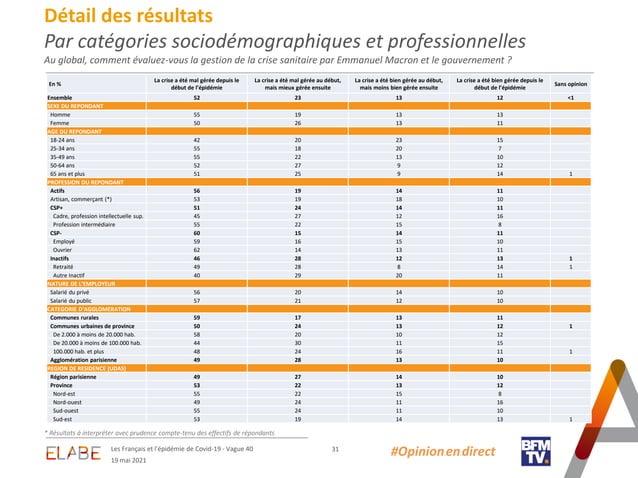 Détail des résultats
Par catégories sociodémographiques et professionnelles
Au global, comment évaluez-vous la gestion de la crise sanitaire par Emmanuel Macron et le gouvernement ?
En % La crise a été mal gérée depuis le début de l'épidémie La crise a été mal gérée au début, mais mieux gérée ensuite La crise a été bien gérée au début, mais moins bien gérée ensuite La crise a été bien gérée depuis le début de l'épidémie Sans opinion
Ensemble 52 23 13 12 <1
SEXE DU REPONDANT
Homme 55 19 13 13
Femme 50 26 13 11
AGE DU REPONDANT
18-24 ans 42 20 23 15
25-34 ans 55 18 20 7
35-49 ans 55 22 13 10
50-64 ans 52 27 9 12
65 ans et plus 51 25 9 14 1
PROFESSION DU REPONDANT
Actifs 56 19 14 11
Artisan, commerçant (*) 53 19 18 10
CSP+ 51 24 14 11
Cadre, profession intellectuelle sup. 45 27 12 16
Profession intermédiaire 55 22 15 8
CSP- 60 15 14 11
Employé 59 16 15 10
Ouvrier 62 14 13 11
Inactifs 46 28 12 13 1
Retraité 49 28 8 14 1
Autre Inactif 40 29 20 11
NATURE DE L'EMPLOYEUR
Salarié du privé 56 20 14 10
Salarié du public 57 21 12 10
CATEGORIE D'AGGLOMERATION
Communes rurales 59 17 13 11
Communes urbaines de province 50 24 13 12 1
De 2.000 à moins de 20.000 hab. 58 20 10 12
De 20.000 à moins de 100.000 hab. 44 30 11 15
100.000 hab. et plus 48 24 16 11 1
Agglomération parisienne 49 28 13 10
REGION DE RESIDENCE (UDA5)
Région parisienne 49 27 14 10
Province 53 22 13 12
Nord-est 55 22 15 8
Nord-ouest 49 24 11 16
Sud-ouest 55 24 11 10
Sud-est 53 19 14 13 1
* Résultats à interpréter avec prudence compte-tenu des effectifs de répondants
ELABE
Les Français et l'épidémie de Covid-19 - Vague 40
19 mai 2021
31
#Opinion en direct
BFM
TV.